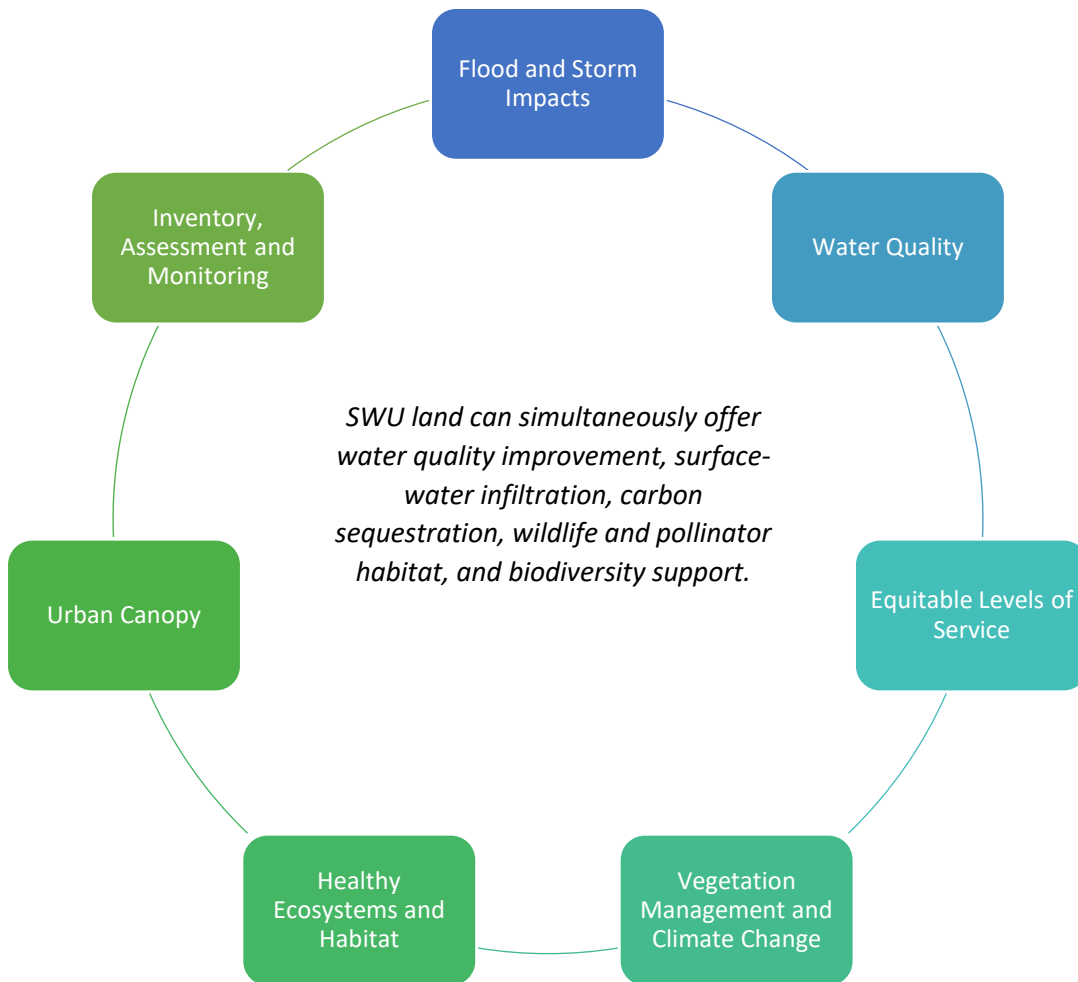 Flood and Storm
Impacts
Water Quality
Equitable Levels of
Service
Vegetation
Management and
Climate Change
Healthy
Ecosystems and
Habitat
Urban Canopy
Inventory,
Assessment and
Monitoring
SWU land can simultaneously offer
water quality improvement, surface-
water infiltration, carbon
sequestration, wildlife and pollinator
habitat, and biodiversity support.